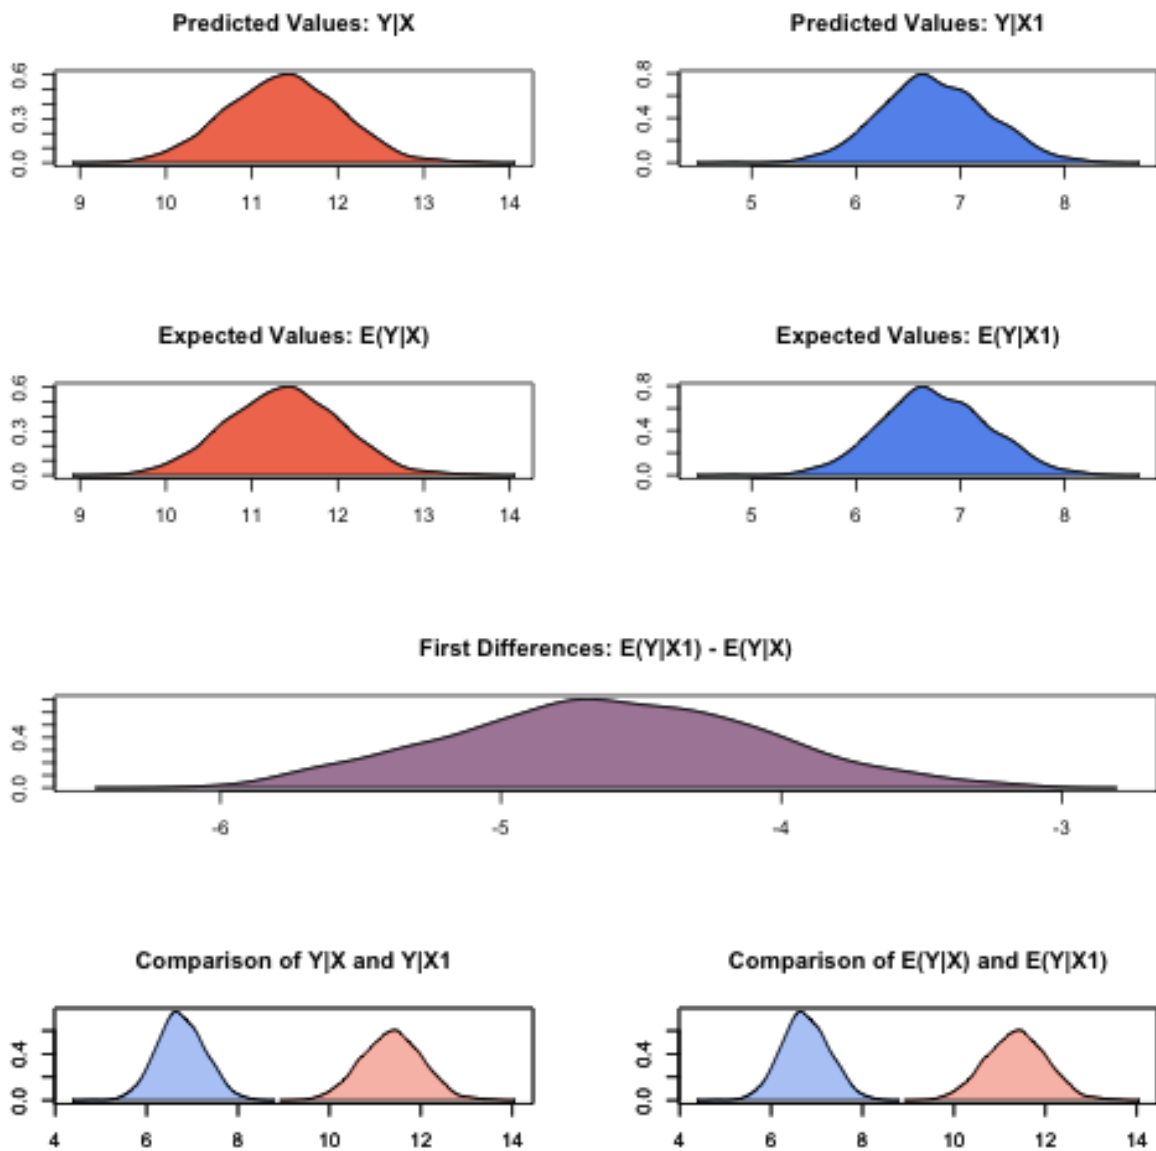 Predicted Values: Y|X
0.0 0.3 0.6
9 10 11 12 13 14
Predicted Values: Y|X1
0.0 0.4 0.8
5 6 7 8
Expected Values: E(Y|X)
0.0 0.3 0.6
9 10 11 12 13 14
Expected Values: E(Y|X1)
0.0 0.4 0.8
5 6 7 8
First Differences: E(Y|X1) - E(Y|X)
0.0 0.4
-6 -5 -4 -3
Comparison of Y|X and Y|X1
0.0 0.4
4 6 8 10 12 14
Comparison of E(Y|X) and E(Y|X1)
0.0 0.4
4 6 8 10 12 14